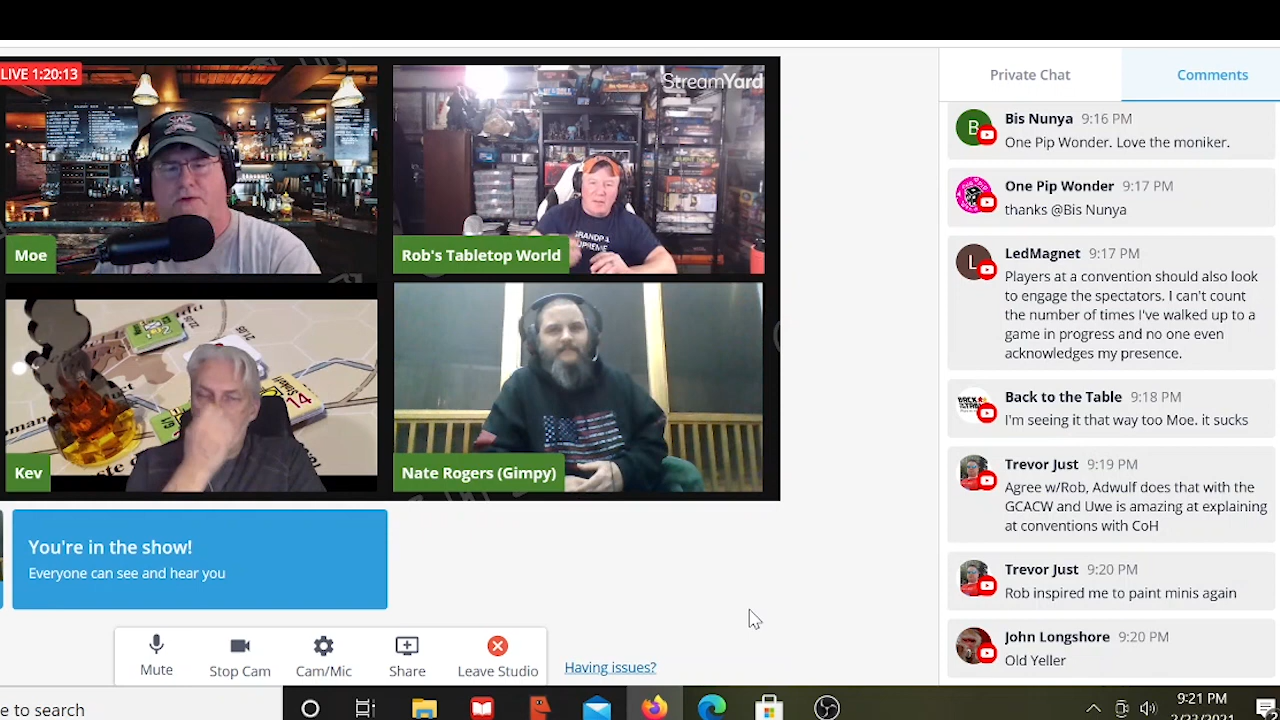 LIVE 1:20:13
StreamYard
Moe
GRANDPA
SUPREME
Rob's Tabletop World
14
Kev
Nate Rogers (Gimpy)
You're in the show!
Everyone can see and hear you
Mute
Stop Cam
Cam/Mic
Share
Leave Studio
Having issues?
Private Chat
Comments
B
Bis Nunya 9:16 PM
One Pip Wonder. Love the moniker.
One Pip Wonder 9:17 PM
thanks @Bis Nunya
L
LedMagnet 9:17 PM
Players at a convention should also look
to engage the spectators. I can't count
the number of times I've walked up to a
game in progress and no one even
acknowledges my presence.
Back to the Table 9:18 PM
I'm seeing it that way too Moe. it sucks
Trevor Just 9:19 PM
Agree w/Rob, Adwulf does that with the
GCACW and Uwe is amazing at explaining
at conventions with CoH
Trevor Just 9:20 PM
Rob inspired me to paint minis again
John Longshore 9:20 PM
Old Yeller
e to search
9:21 PM